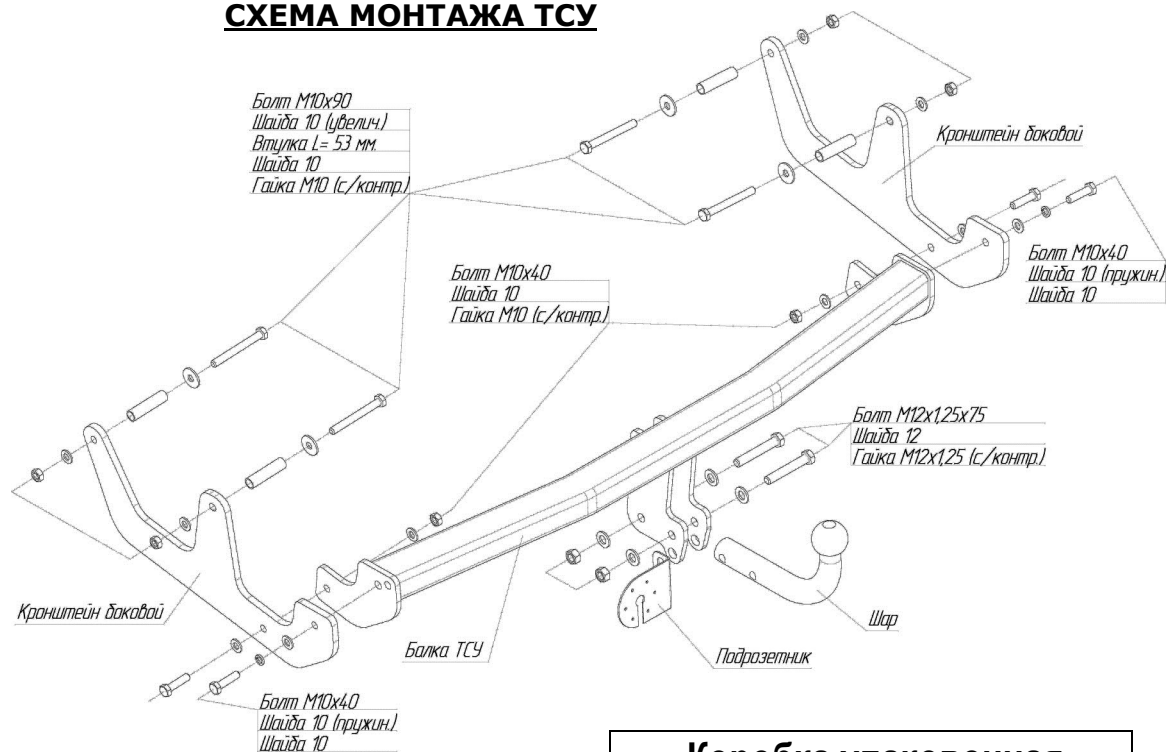 СХЕМА МОНТАЖА ТСУ
Болт М10х90
Шайба 10 (увелич.)
Втулка L= 53 мм.
Шайба 10
Гайка М10 (с/контр.)
Кронштейн боковой
Болт М10х40
Шайба 10
Гайка М10 (с/контр.)
Болт М10х40
Шайба 10 (пружин.)
Шайба 10
Болт М12х1,25х75
Шайба 12
Гайка М12х1,25 (с/контр.)
Кронштейн боковой
Балка ТСУ
Подрозетник
Шар
Болт М10х40
Шайба 10 (пружин.)
Шайба 10